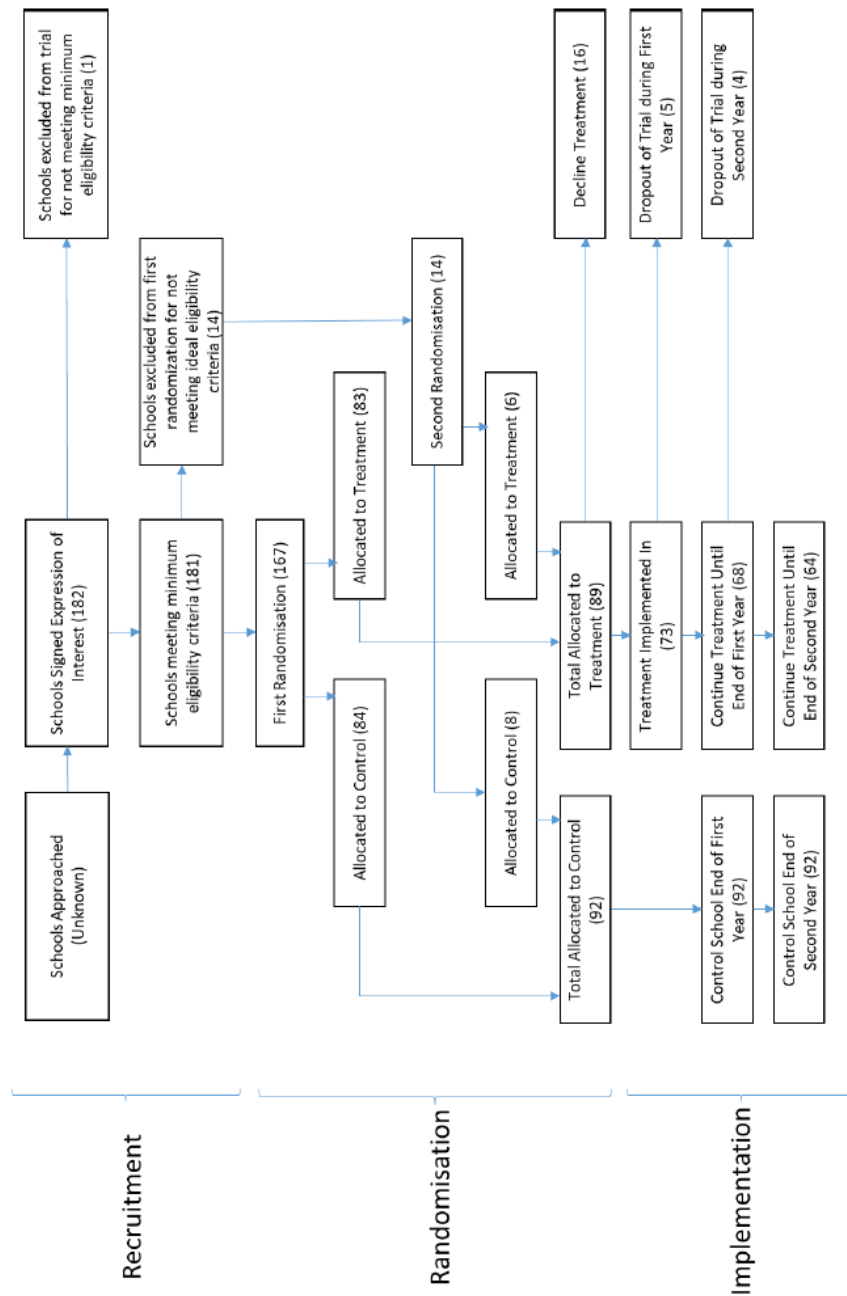 Recruitment
Schools Approached
(Unknown)
Schools Signed Expression of
Interest (182)
Schools excluded from trial
for not meeting minimum
eligibility criteria (1)
Schools meeting minimum
eligibility criteria (181)
Schools excluded from first
randomization for not
meeting ideal eligibility
criteria (14)
Randomisation
First Randomisation (167)
Allocated to Control (84)
Allocated to Treatment (83)
Second Randomisation (14)
Allocated to Control (8)
Allocated to Treatment (6)
Total Allocated to Control
(92)
Total Allocated to
Treatment (89)
Decline Treatment (16)
Implementation
Treatment Implemented In
(73)
Dropout of Trial during First
Year (5)
Control School End of First
Year (92)
Continue Treatment Until
End of First Year (68)
Dropout of Trial during
Second Year (4)
Control School End of
Second Year (92)
Continue Treatment Until
End of Second Year (64)